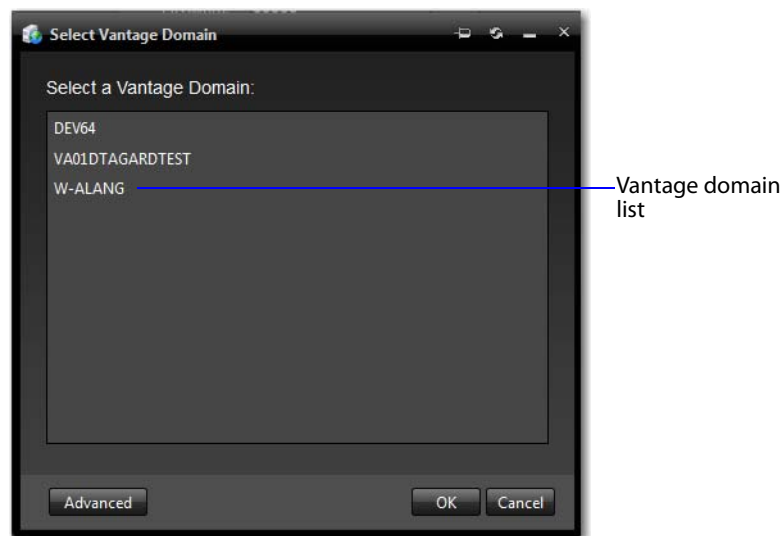 Select Vantage Domain
Select a Vantage Domain:
DEV64
VA01DTAGARDTEST
W-ALANG
Vantage domain
list
Advanced
OK
Cancel